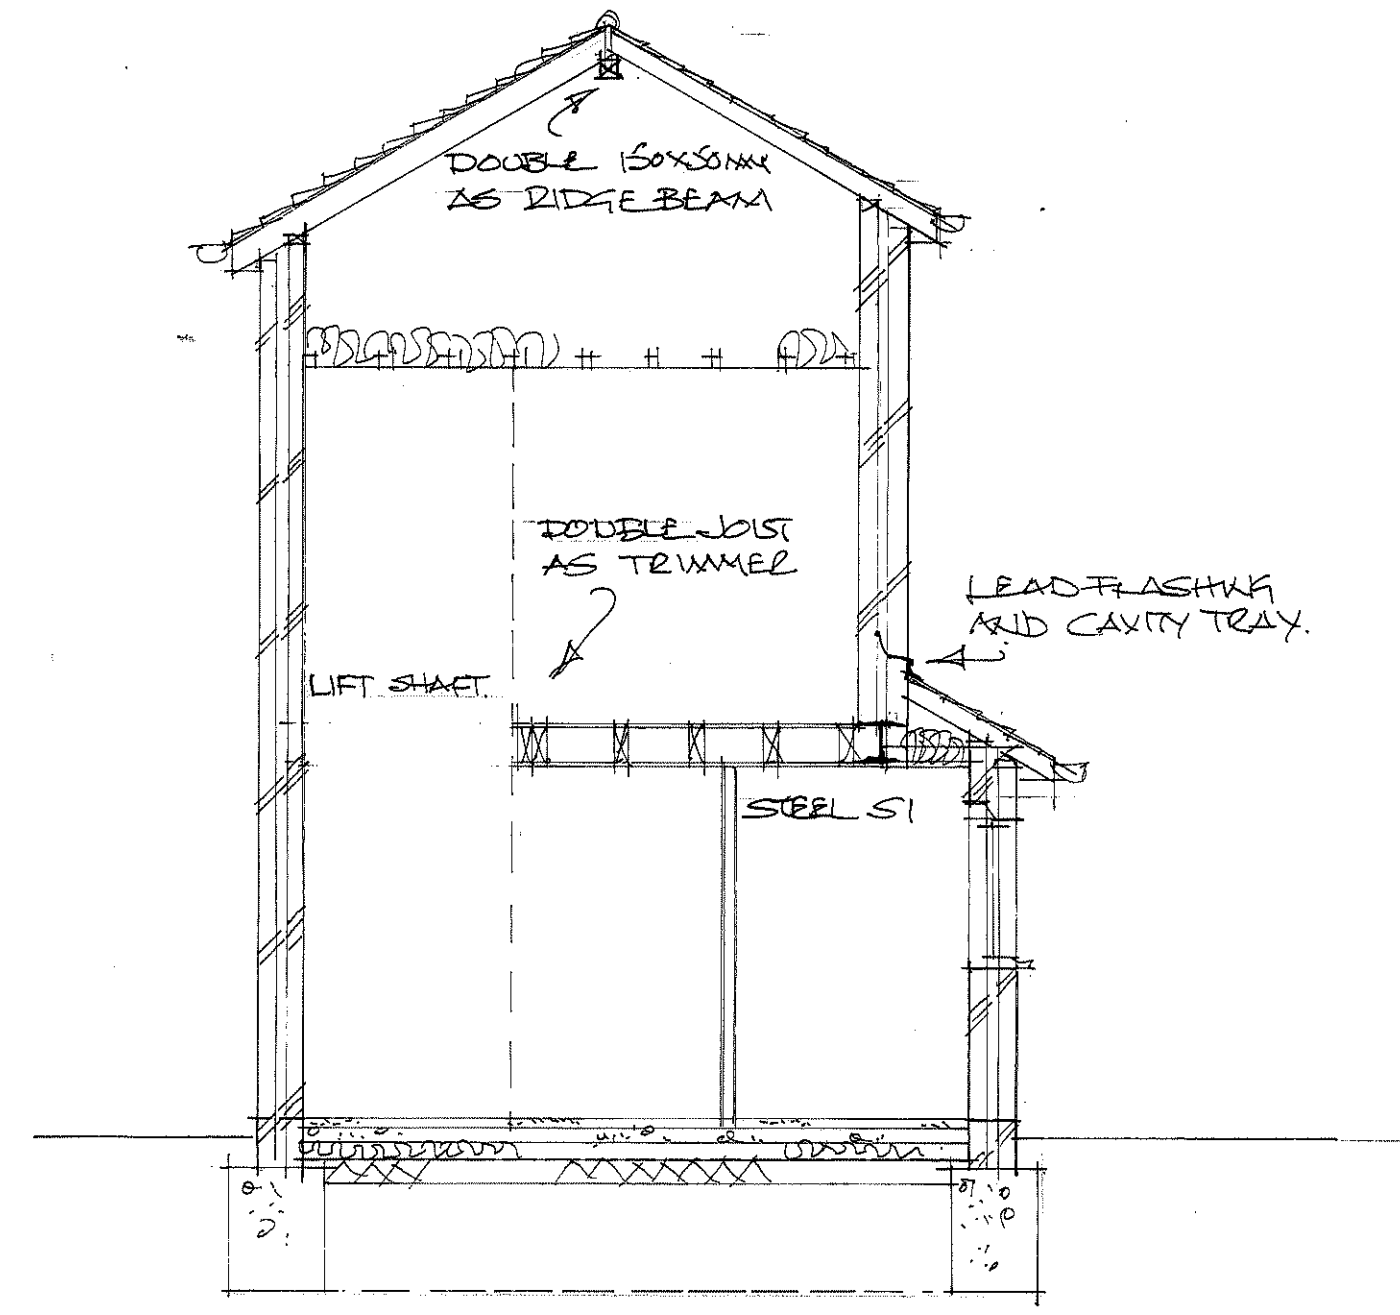 DOUBLE 150x50mm
AS RIDGE BEAM
DOUBLE JOIST
AS TRIMMER
LEAD FLASHING
AND CAVITY TRAY.
LIFT SHAFT.
STEEL S1